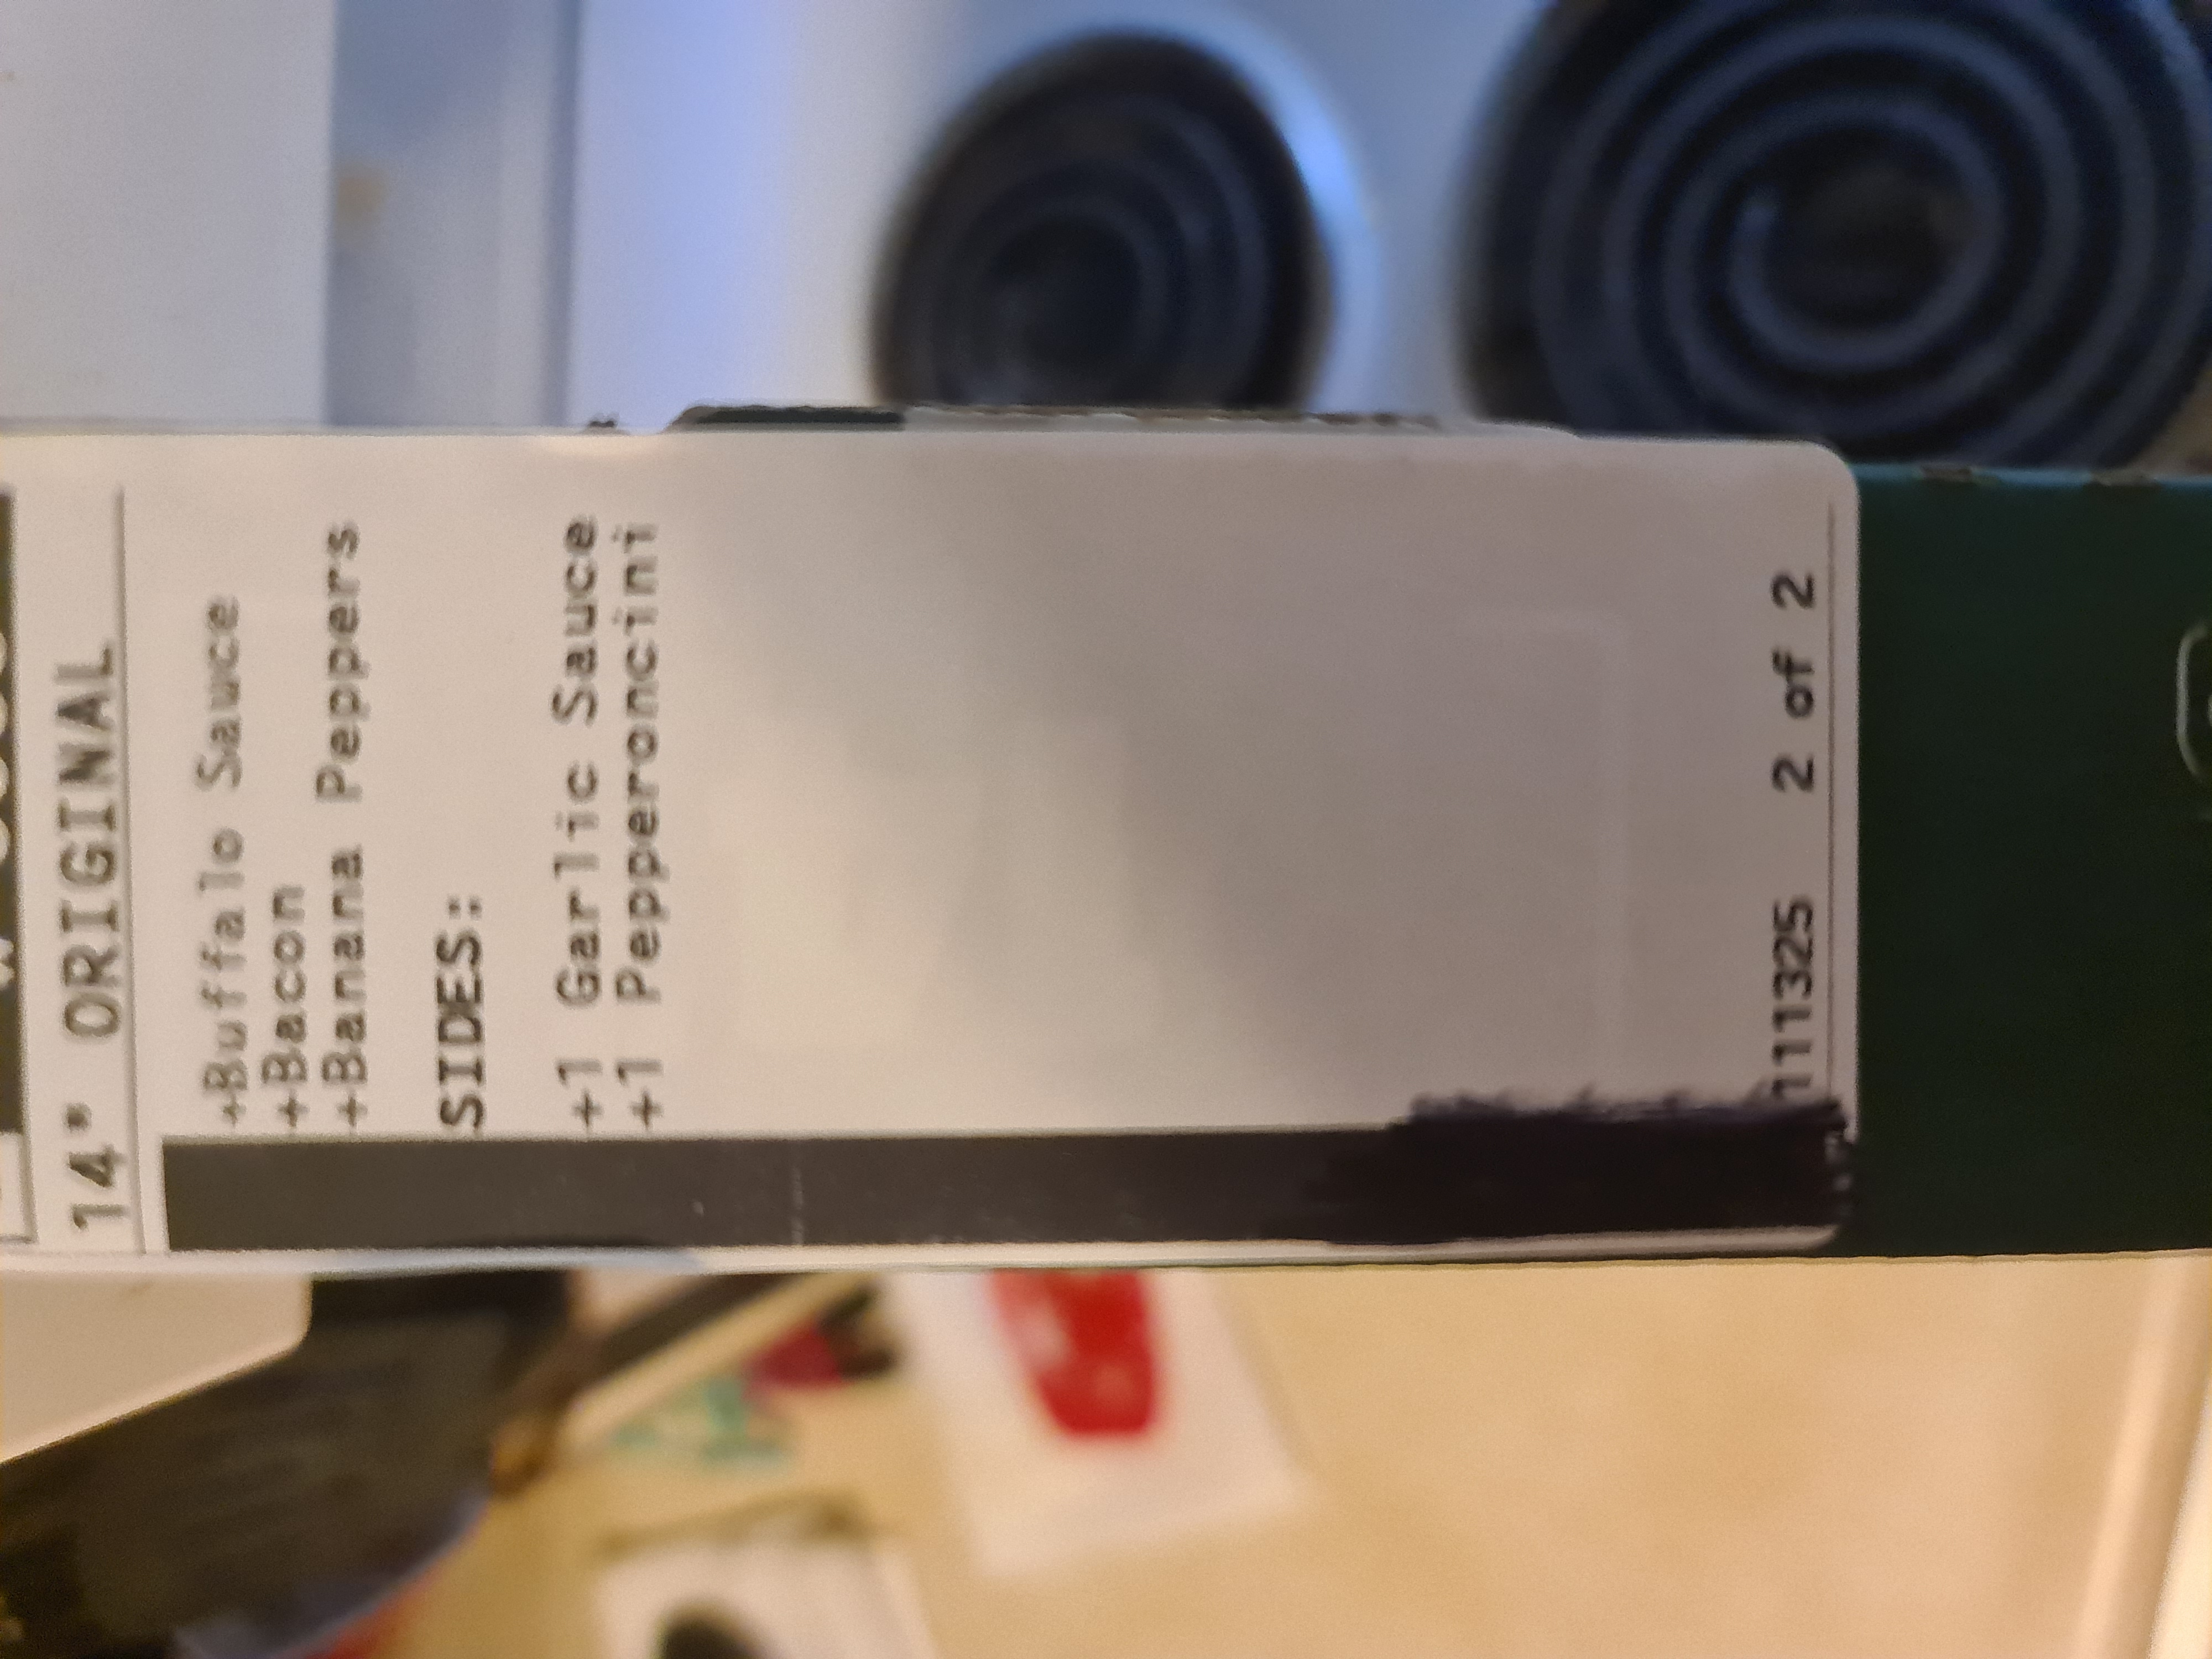 14" ORIGINAL
+Buffalo Sauce
+Bacon
+Banana Peppers
SIDES:
+1 Garlic Sauce
+1 Pepperoncini
111325 2 of 2